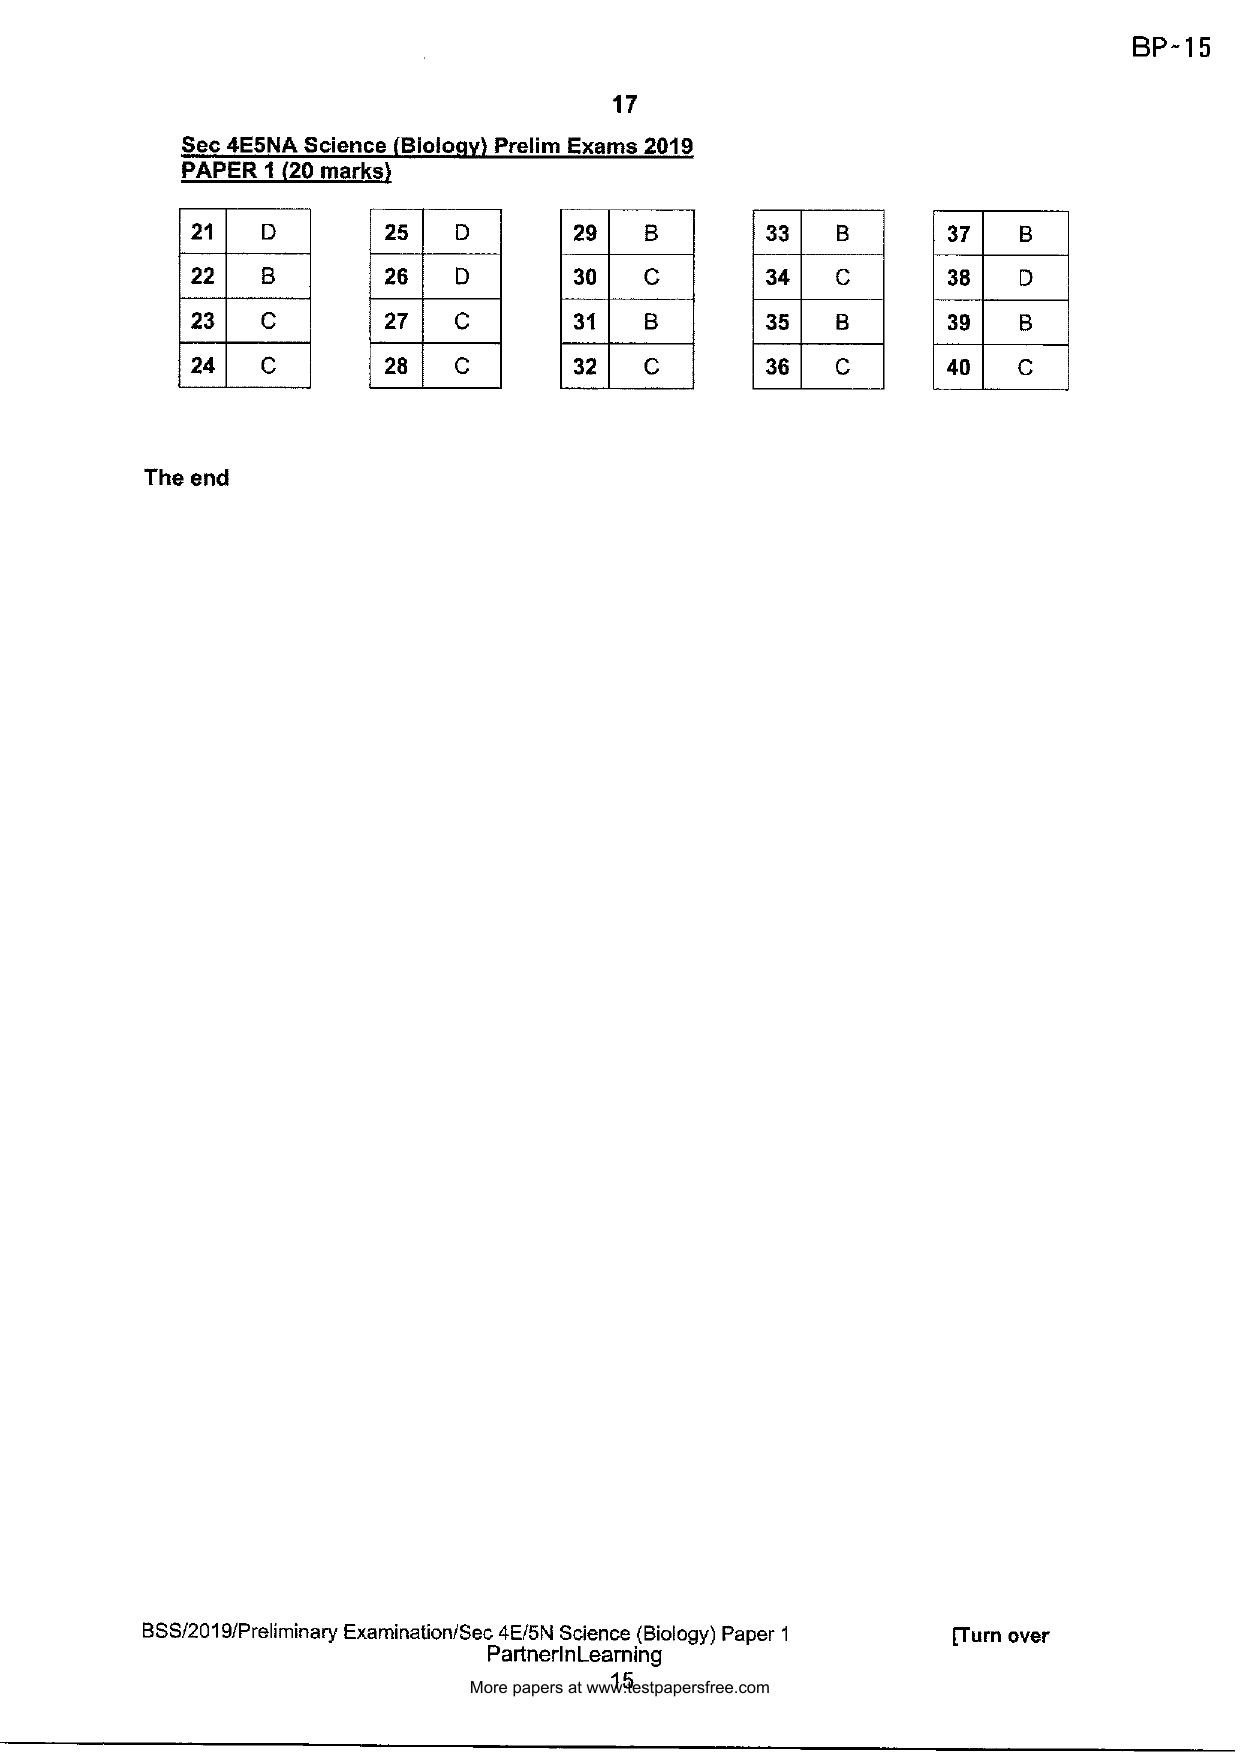 BP-15
17
Sec 4E5NA Science (Biology) Prelim Exams 2019
PAPER 1 (20 marks)
21 D 25 D 29 B 33 B 37 B
22 B 26 D 30 C 34 C 38 D
23 C 27 C 31 B 35 B 39 B
24 C 28 C 32 C 36 C 40 C
The end
BSS/2019/Preliminary Examination/Sec 4E/5N Science (Biology) Paper 1 [Turn over
PartnerInLearning
15
More papers at www.testpapersfree.com